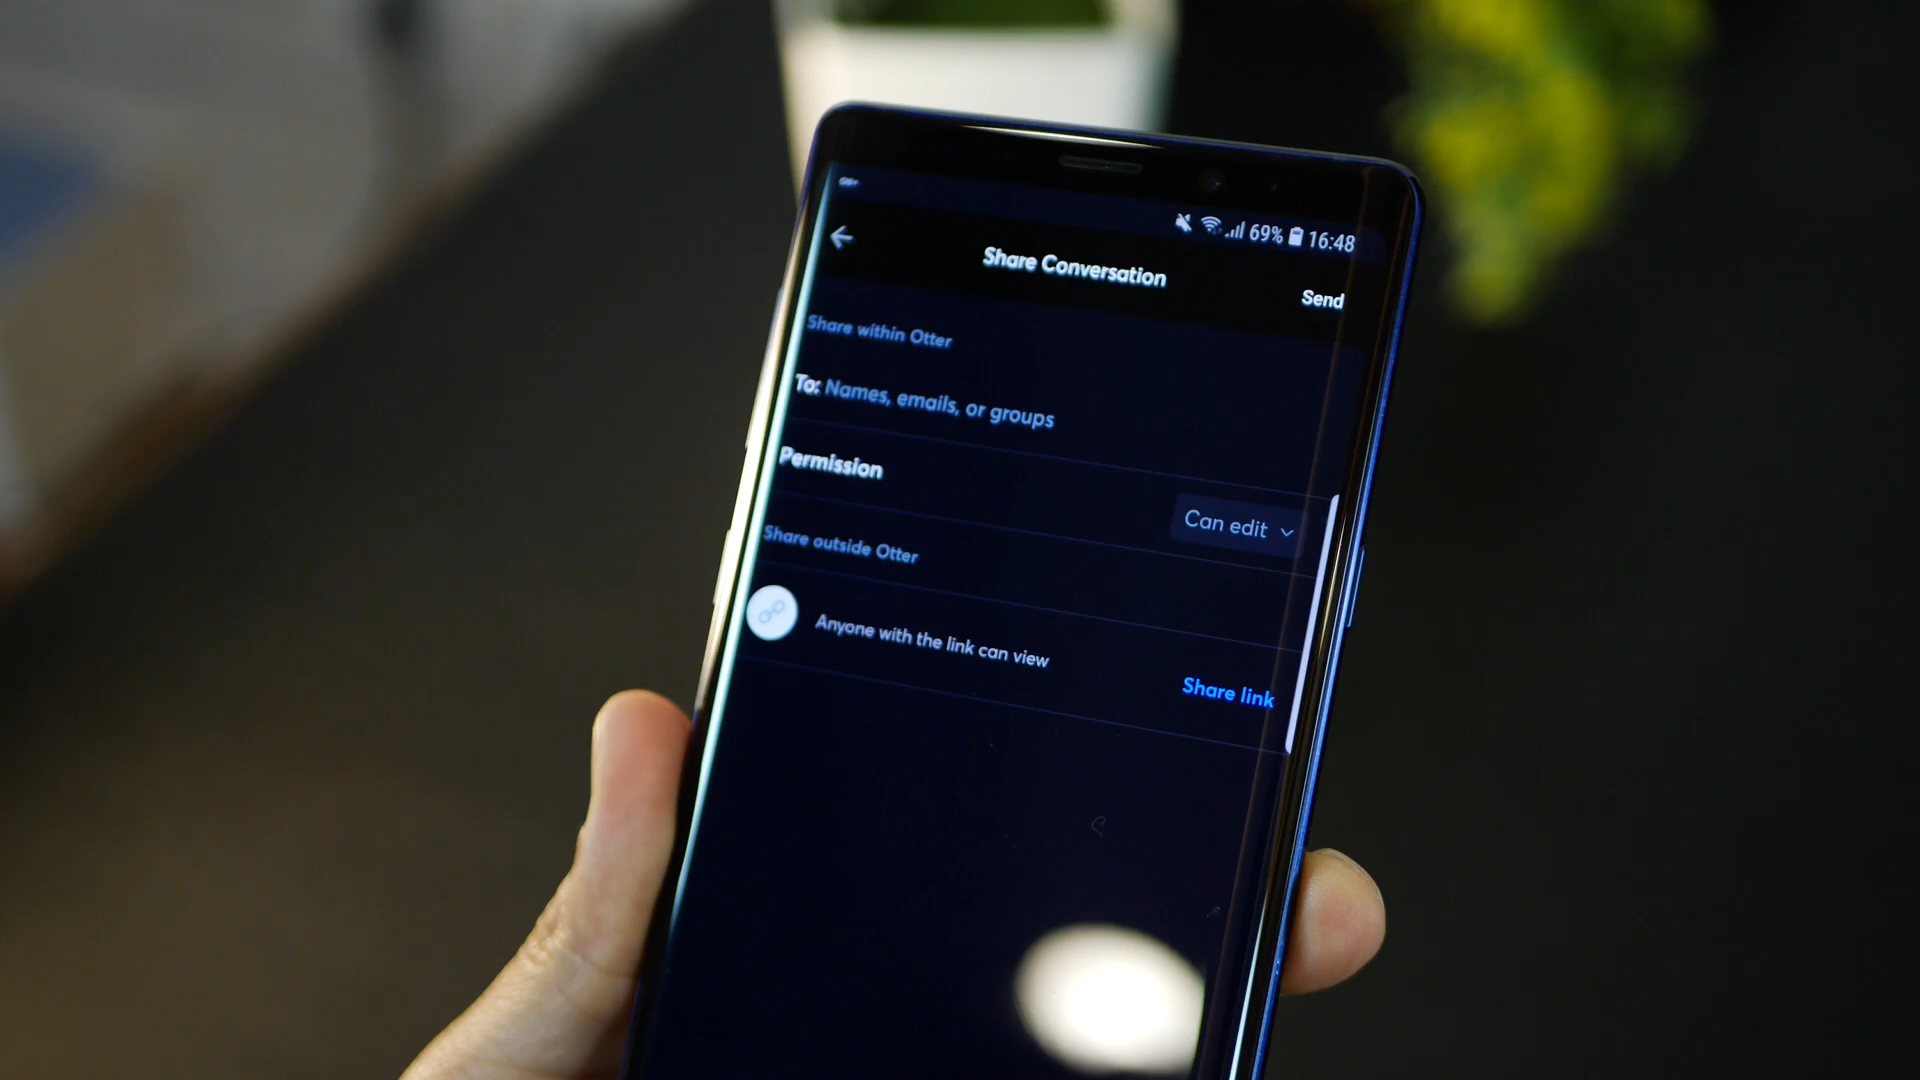 69% 16:48
Share Conversation
Send
Share within Otter
To: Names, emails, or groups
Permission
Can edit
Share outside Otter
Anyone with the link can view
Share link